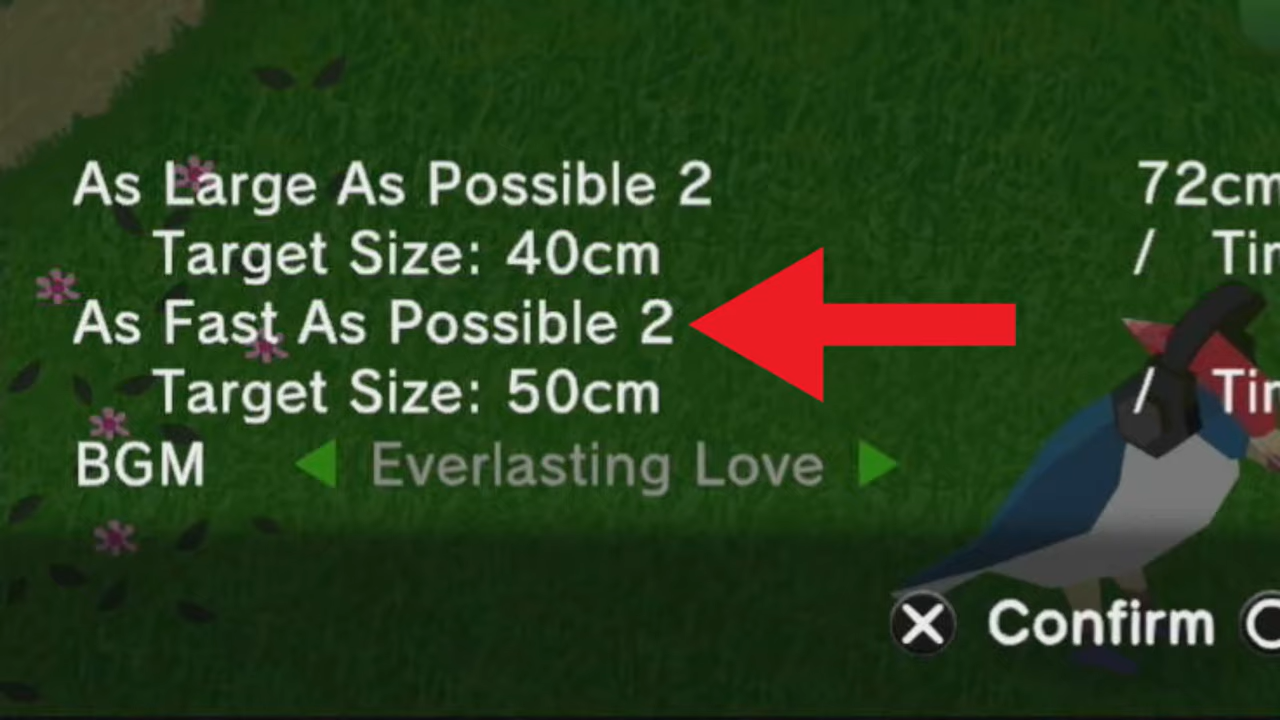 As Large As Possible 2 72cm
Target Size: 40cm /
As Fast As Possible 2
Target Size: 50cm /
BGM Everlasting Love
Confirm